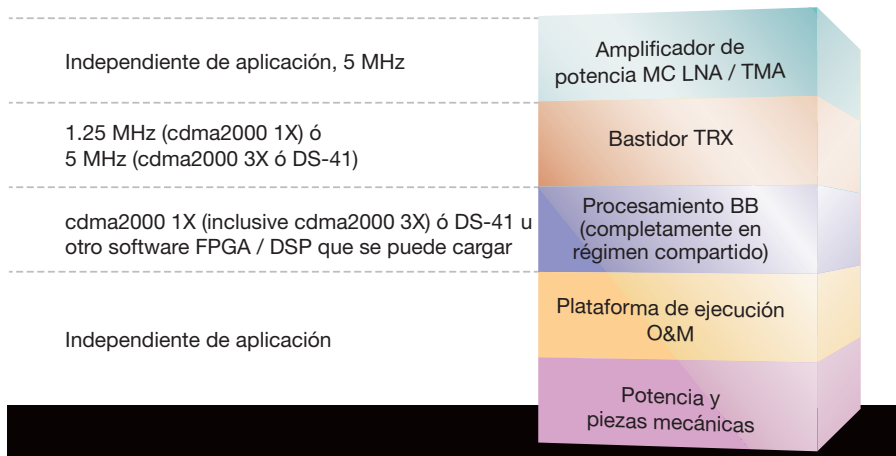 Independiente de aplicación, 5 MHz
Amplificador de
potencia MC LNA / TMA
1.25 MHz (cdma2000 1X) ó
5 MHz (cdma2000 3X ó DS-41)
Bastidor TRX
cdma2000 1X (inclusive cdma2000 3X) ó DS-41 u
otro software FPGA / DSP que se puede cargar
Procesamiento BB
(completamente en
régimen compartido)
Independiente de aplicación
Plataforma de ejecución
O&M
Potencia y
piezas mecánicas